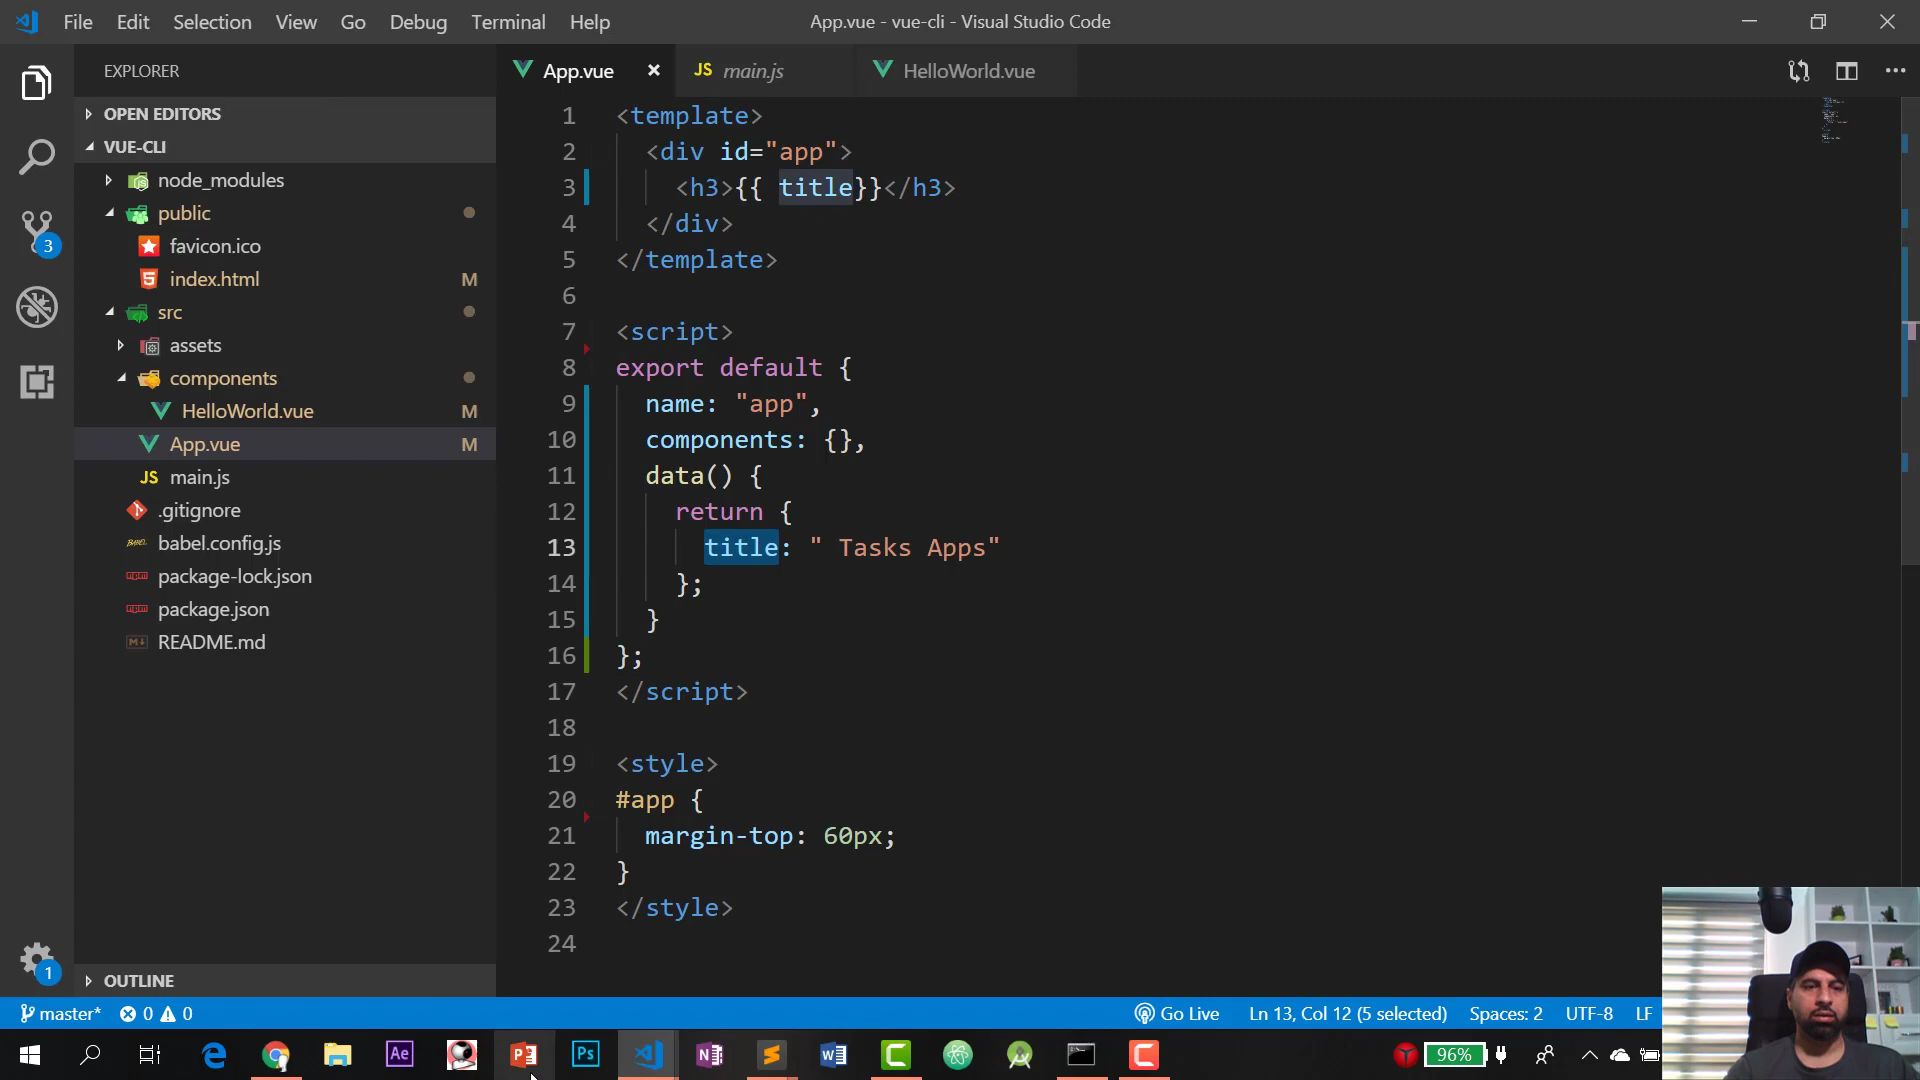 File Edit Selection View Go Debug Terminal Help
App.vue - vue-cli - Visual Studio Code
EXPLORER
OPEN EDITORS
VUE-CLI
node_modules
public
favicon.ico
index.html M
src
assets
components
HelloWorld.vue M
App.vue M
JS main.js
.gitignore
babel.config.js
package-lock.json
package.json
README.md
OUTLINE
3
1
App.vue
JS main.js
HelloWorld.vue
1 <template>
2 <div id="app">
3 <h3>{{ title}}</h3>
4 </div>
5 </template>
6
7 <script>
8 export default {
9 name: "app",
10 components: {},
11 data() {
12 return {
13 title: " Tasks Apps"
14 };
15 }
16 };
17 </script>
18
19 <style>
20 #app {
21 margin-top: 60px;
22 }
23 </style>
24
master* 0 0
Go Live Ln 13, Col 12 (5 selected) Spaces: 2 UTF-8 LF
Ae
Ps
96%